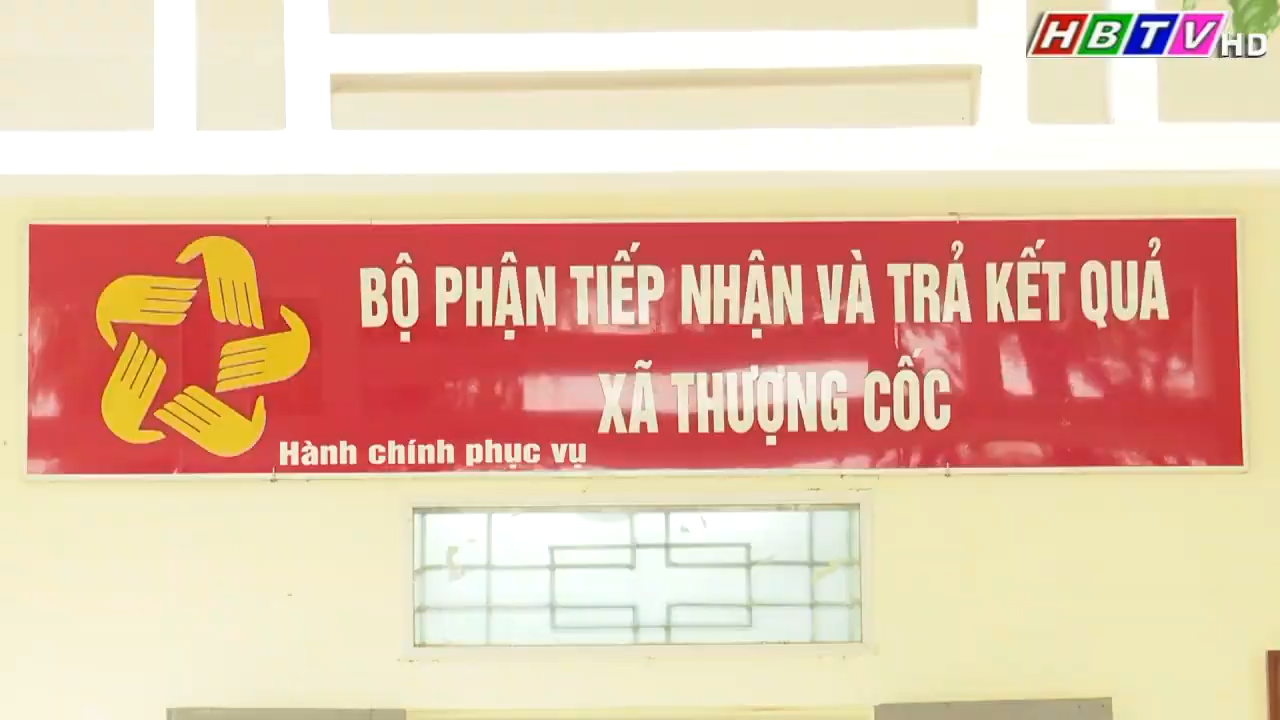 HBTV HD
BỘ PHẬN TIẾP NHẬN VÀ TRẢ KẾT QUẢ
XÃ THƯỢNG CỐC
Hành chính phục vụ